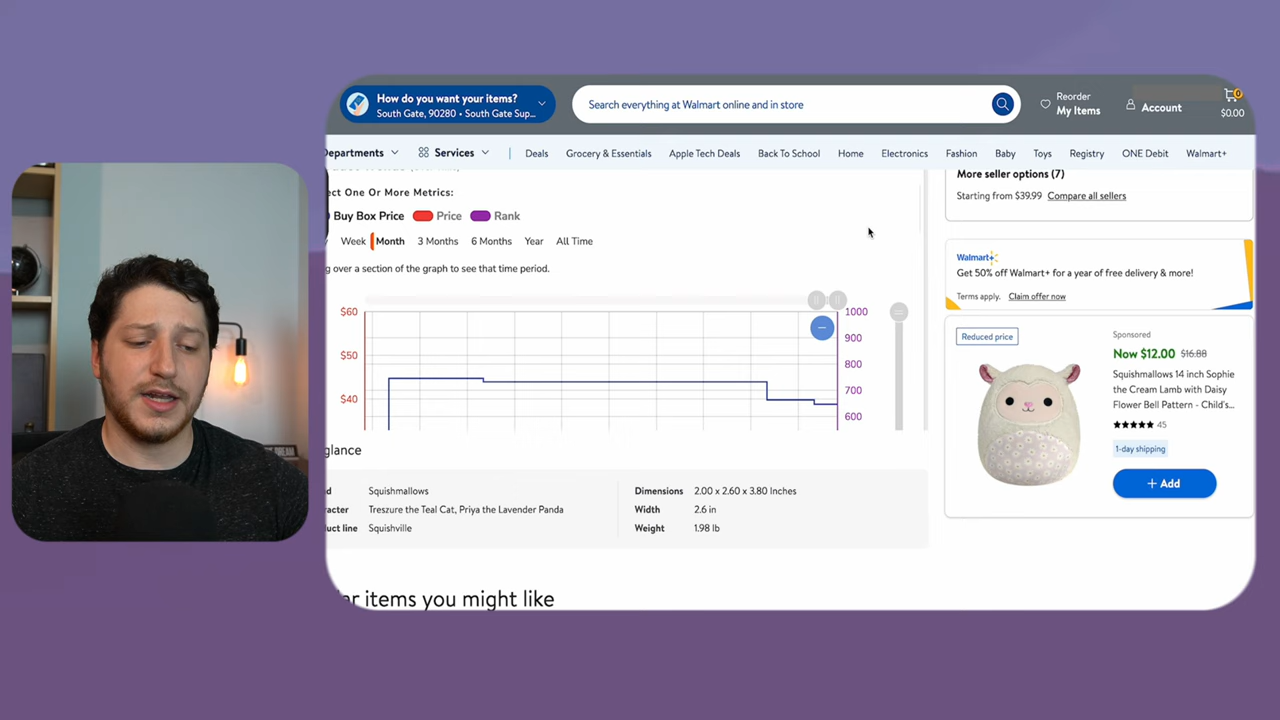 How do you want your items?
South Gate, 90280 • South Gate Sup...
Search everything at Walmart online and in store
Reorder
My Items
Account
0
$0.00
Departments
Services
Deals
Grocery & Essentials
Apple Tech Deals
Back To School
Home
Electronics
Fashion
Baby
Toys
Registry
ONE Debit
Walmart+
ect One Or More Metrics:
Buy Box Price
Price
Rank
Week
Month
3 Months
6 Months
Year
All Time
g over a section of the graph to see that time period.
$60
$50
$40
1000
900
800
700
600
glance
d Squishmallows
racter Treszure the Teal Cat, Priya the Lavender Panda
uct line Squishville
Dimensions 2.00 x 2.60 x 3.80 Inches
Width 2.6 in
Weight 1.98 lb
ar items you might like
More seller options (7)
Starting from $39.99 Compare all sellers
Walmart+
Get 50% off Walmart+ for a year of free delivery & more!
Terms apply. Claim offer now
Reduced price
Sponsored
Now $12.00 $16.88
Squishmallows 14 inch Sophie
the Cream Lamb with Daisy
Flower Bell Pattern - Child's...
45
1-day shipping
+ Add